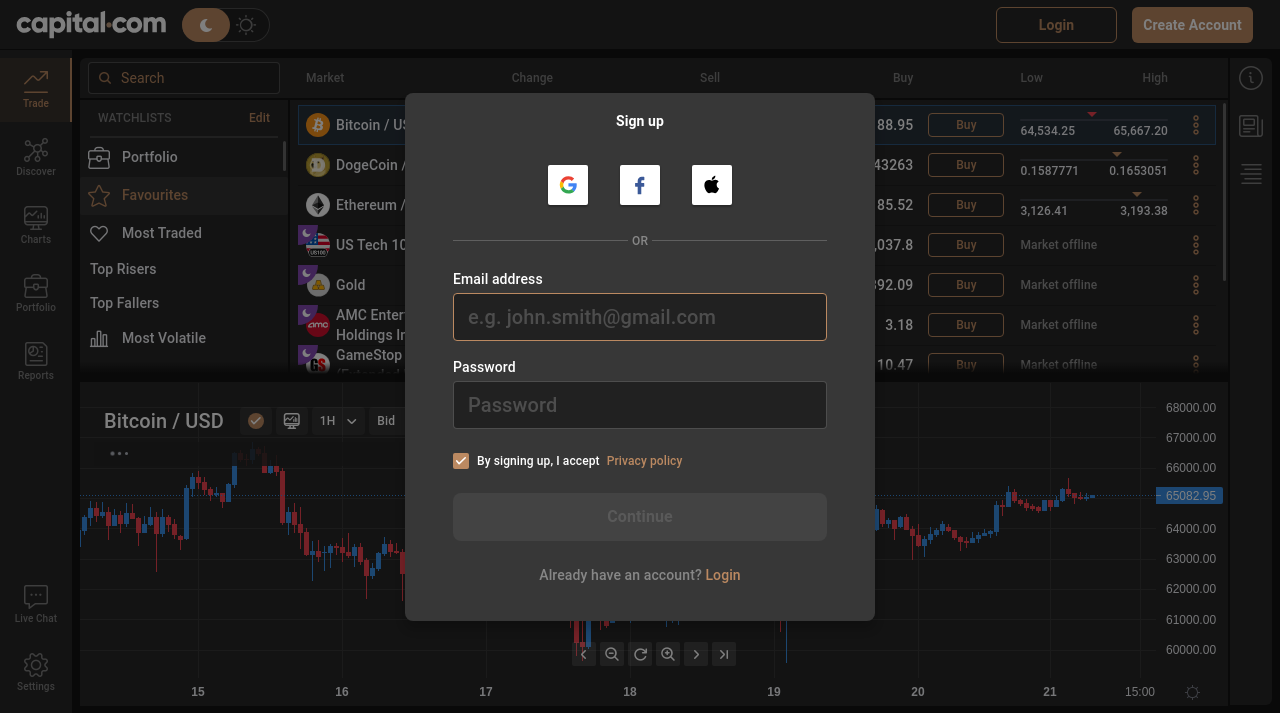 capital.com
Login
Create Account
Trade
Discover
Charts
Portfolio
Reports
Live Chat
Settings
Search
WATCHLISTS
Edit
Portfolio
Favourites
Most Traded
Top Risers
Top Fallers
Most Volatile
Market
Change
Sell
Buy
Low
High
Bitcoin / US
88.95
Buy
64,534.25
65,667.20
DogeCoin /
43263
Buy
0.1587771
0.1653051
Ethereum /
85.52
Buy
3,126.41
3,193.38
US Tech 10
,037.8
Buy
Market offline
Gold
392.09
Buy
Market offline
AMC Enter
Holdings In
3.18
Buy
Market offline
GameStop
(Extended
10.47
Buy
Market offline
Sign up
OR
Email address
e.g. john.smith@gmail.com
Password
Password
By signing up, I accept Privacy policy
Continue
Already have an account? Login
Bitcoin / USD
1H
Bid
68000.00
67000.00
66000.00
65082.95
64000.00
63000.00
62000.00
61000.00
60000.00
15
16
17
18
19
20
21
15:00